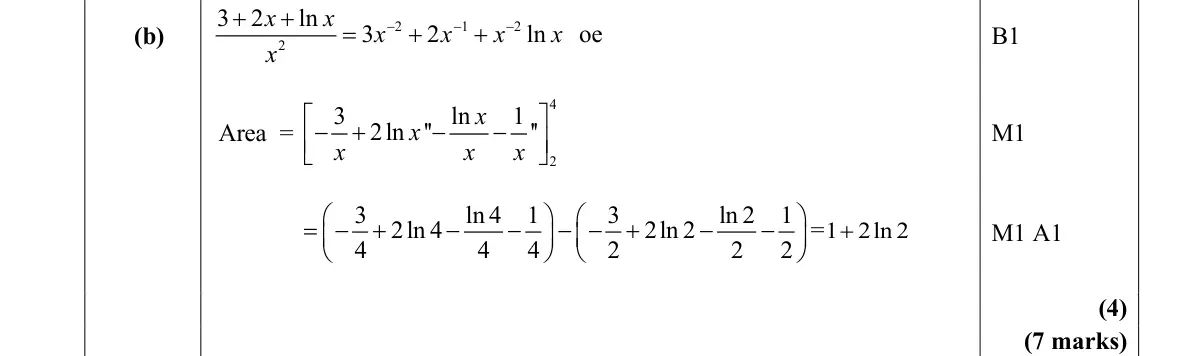 (b) (3 + 2x + ln x)/x² = 3x⁻² + 2x⁻¹ + x⁻² ln x oe B1
Area = [−3/x + 2 ln x "− ln x/x − 1/x"]₂⁴ M1
= (−3/4 + 2 ln 4 − ln 4/4 − 1/4) − (−3/2 + 2 ln 2 − ln 2/2 − 1/2) = 1 + 2 ln 2 M1 A1
(4)
(7 marks)